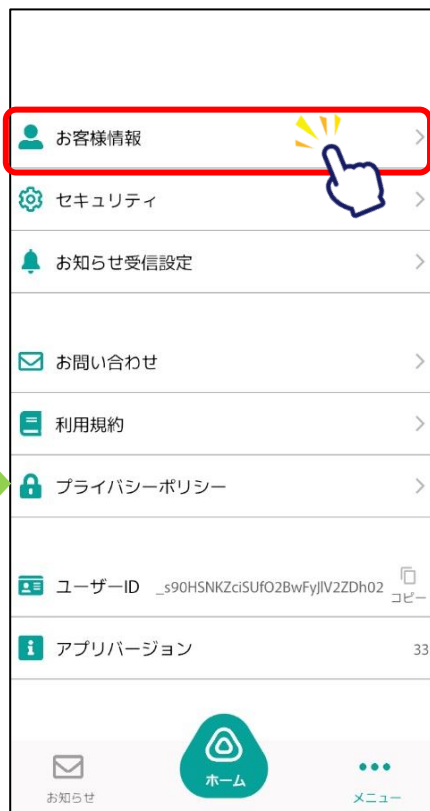 お客様情報
セキュリティ
お知らせ受信設定
お問い合わせ
利用規約
プライバシーポリシー
ユーザーID _s90HSNKZciSUfO2BwFyJlV2ZDh02
コピー
アプリバージョン 33
ホーム
お知らせ
メニュー